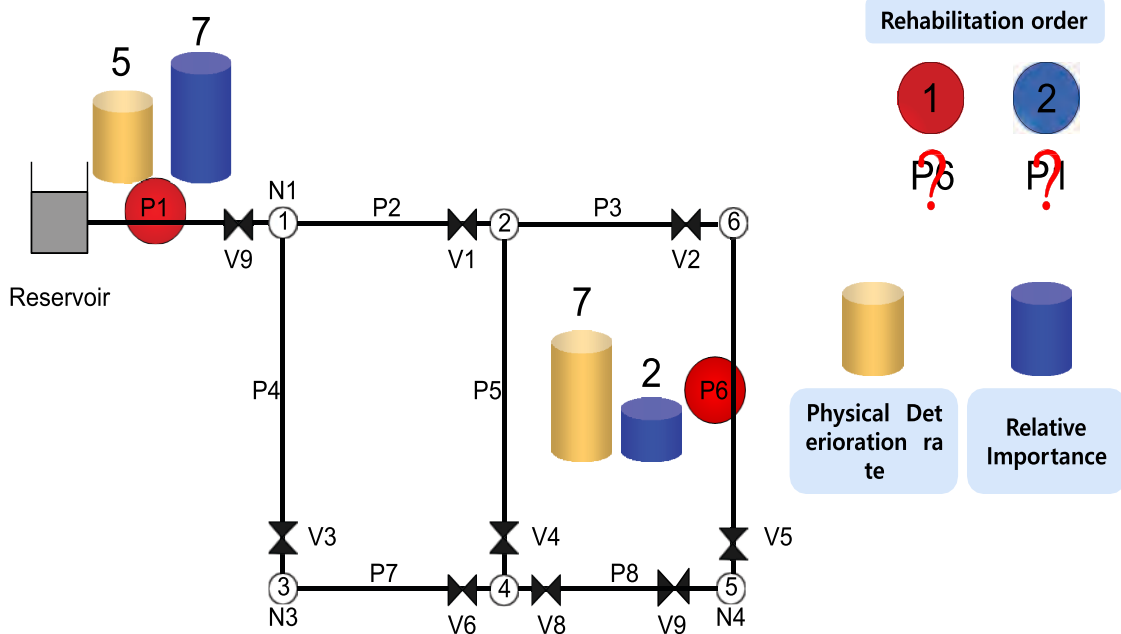 Rehabilitation order
7
5
1
2
P6
?
P1
?
N1
P1
1
P2
2
P3
6
V9
V1
V2
Reservoir
7
2
P4
P5
P6
Physical Det
erioration ra
te
Relative
Importance
V3
V4
V5
P7
P8
3
4
5
N3
V6
V8
V9
N4